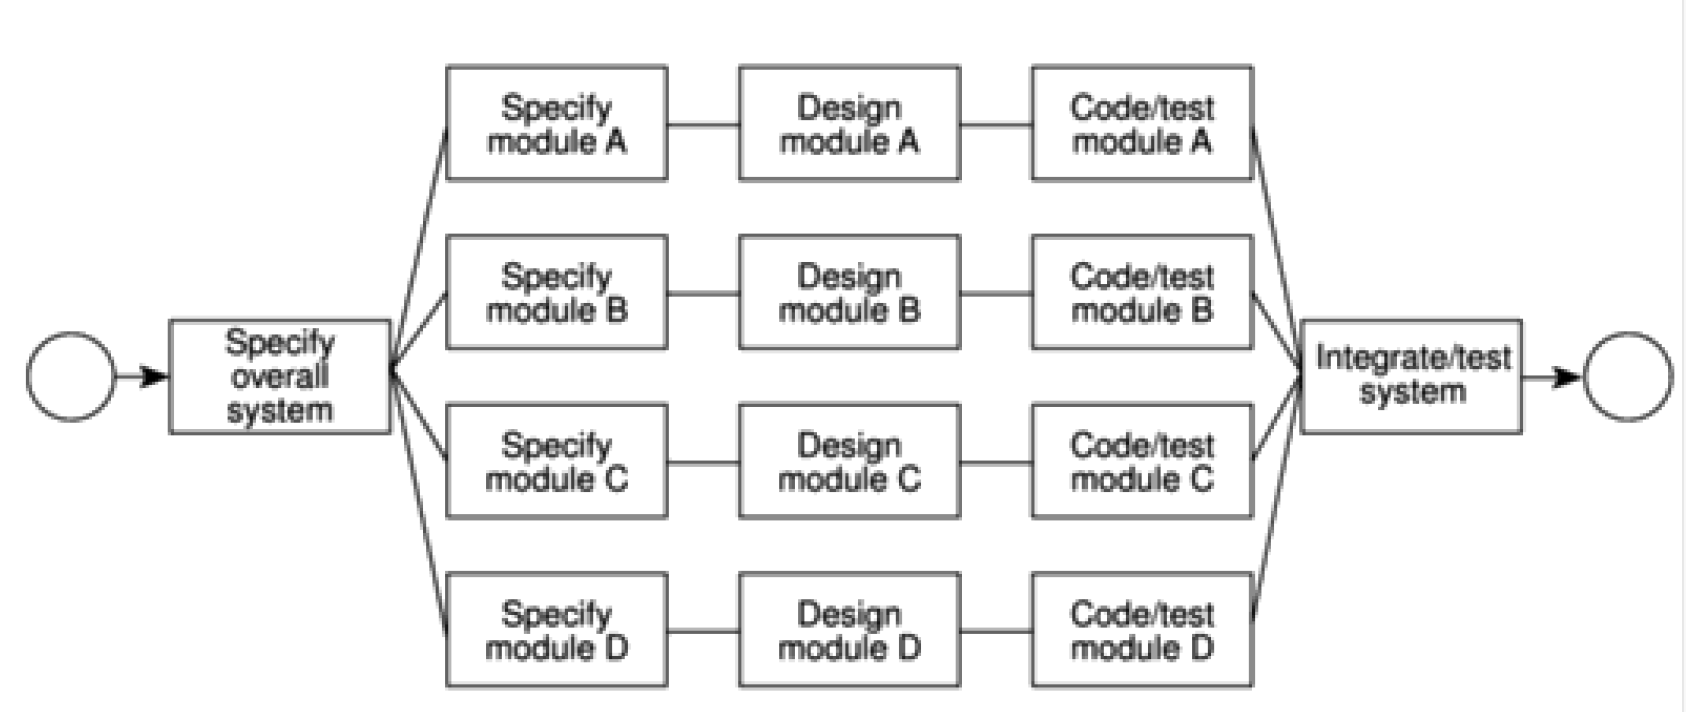 Specify
overall
system
Specify
module A
Design
module A
Code/test
module A
Specify
module B
Design
module B
Code/test
module B
Specify
module C
Design
module C
Code/test
module C
Specify
module D
Design
module D
Code/test
module D
Integrate/test
system